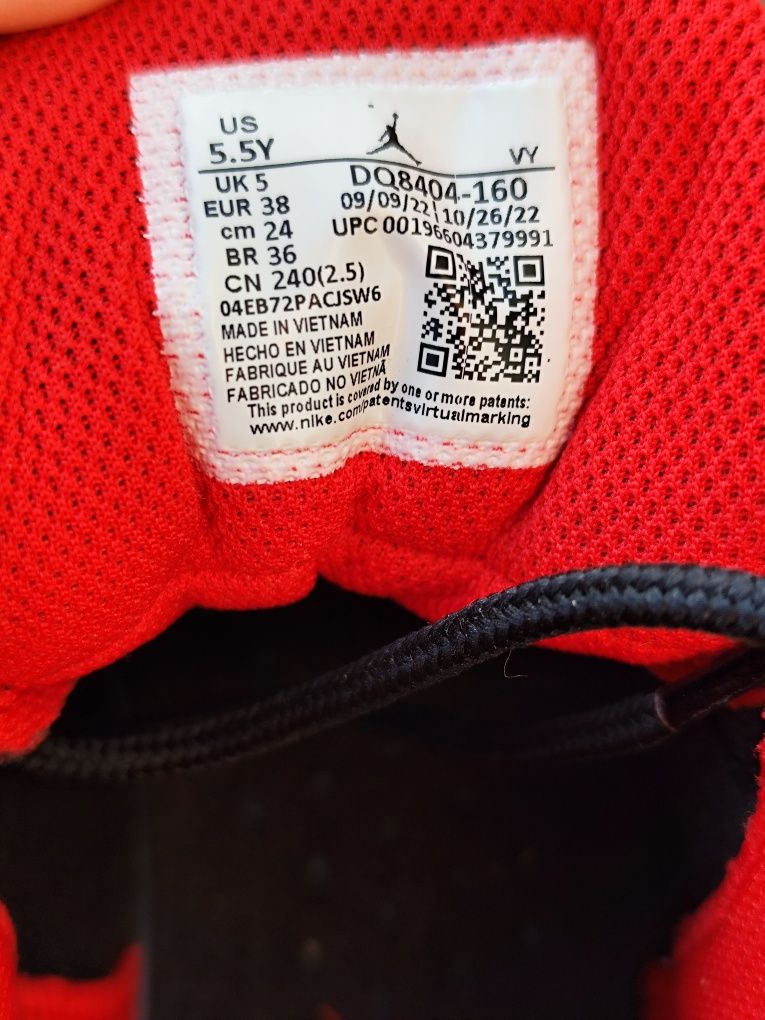 US
5.5Y
VY
UK 5
EUR 38
cm 24
BR 36
CN 240(2.5)
DQ8404-160
09/09/22 10/26/22
UPC 00196604379991
04EB72PACJSW6
MADE IN VIETNAM
HECHO EN VIETNAM
FABRIQUE AU VIETNAM
FABRICADO NO VIETNÃ
This product is covered by one or more patents:
www.nike.com/patentsvirtualmarking